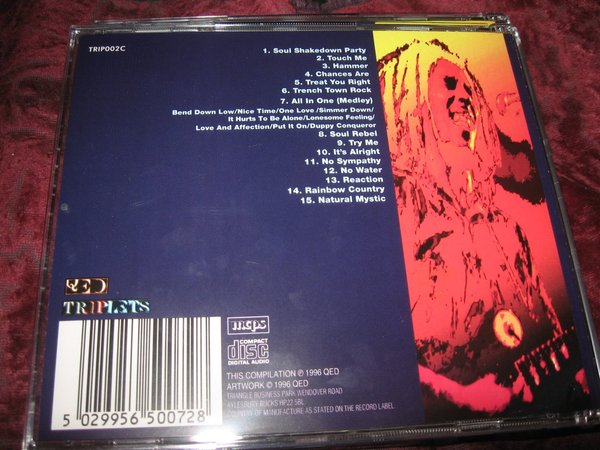 TRIP002C
1. Soul Shakedown Party
2. Touch Me
3. Hammer
4. Chances Are
5. Treat You Right
6. Trench Town Rock
7. All In One (Medley)
Bend Down Low/Nice Time/One Love/Simmer Down/
It Hurts To Be Alone/Lonesome Feeling/
Love And Affection/Put It On/Duppy Conqueror
8. Soul Rebel
9. Try Me
10. It's Alright
11. No Sympathy
12. No Water
13. Reaction
14. Rainbow Country
15. Natural Mystic
QED
TRIPLETS
mcps
COMPACT
disc
DIGITAL AUDIO
THIS COMPILATION ℗ 1996 QED
ARTWORK © 1996 QED
TRIANGLE BUSINESS PARK, WENDOVER ROAD
AYLESBURY BUCKS HP22 5BL
COUNTRY OF MANUFACTURE AS STATED ON THE RECORD LABEL
5 029956 500728